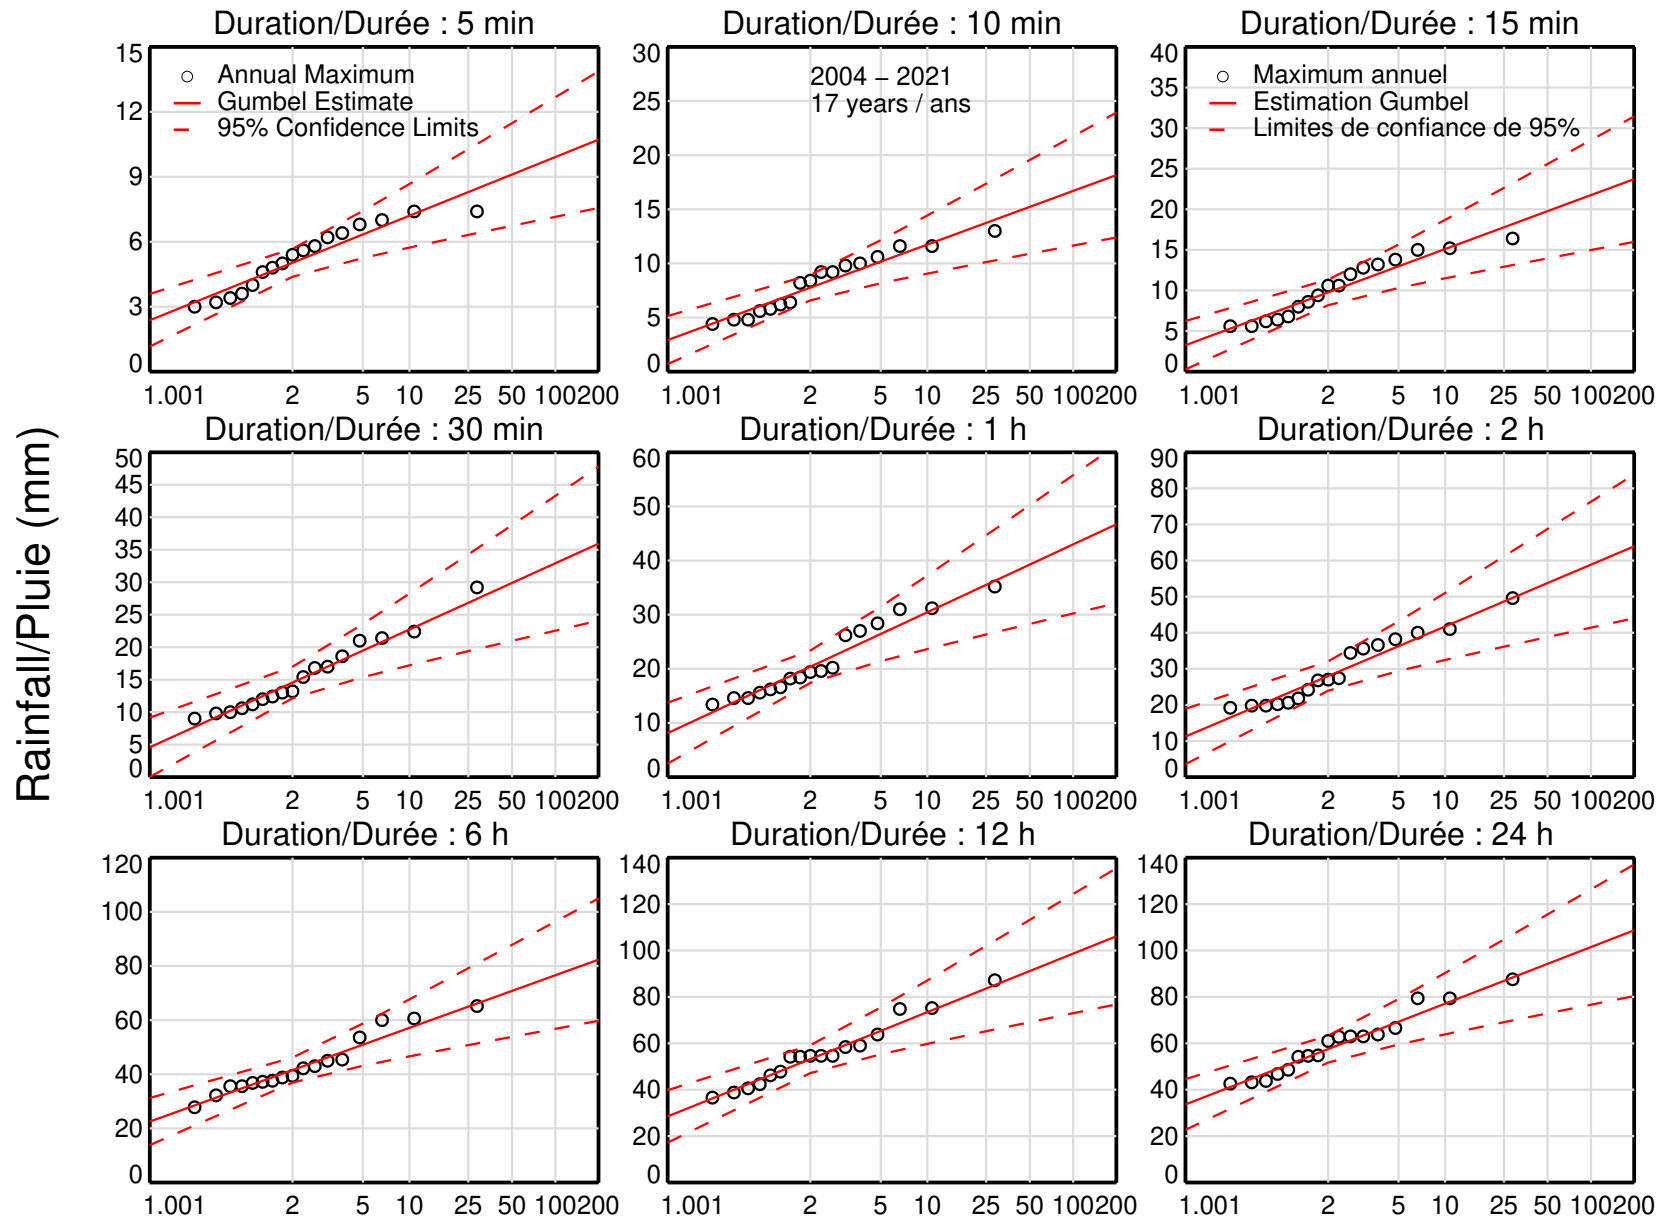 Duration/Durée : 5 min
Duration/Durée : 10 min
Duration/Durée : 15 min
15
12
9
6
3
0
Annual Maximum
Gumbel Estimate
95% Confidence Limits
30
25
20
15
10
5
0
2004 – 2021
17 years / ans
40
35
30
25
20
15
10
5
0
Maximum annuel
Estimation Gumbel
Limites de confiance de 95%
1.001 2 5 10 25 50 100200
1.001 2 5 10 25 50 100200
1.001 2 5 10 25 50 100200
Rainfall/Pluie (mm)
Duration/Durée : 30 min
Duration/Durée : 1 h
Duration/Durée : 2 h
50
45
40
35
30
25
20
15
10
5
0
60
50
40
30
20
10
0
90
80
70
60
50
40
30
20
10
0
1.001 2 5 10 25 50 100200
1.001 2 5 10 25 50 100200
1.001 2 5 10 25 50 100200
Duration/Durée : 6 h
Duration/Durée : 12 h
Duration/Durée : 24 h
120
100
80
60
40
20
0
140
120
100
80
60
40
20
0
140
120
100
80
60
40
20
0
1.001 2 5 10 25 50 100200
1.001 2 5 10 25 50 100200
1.001 2 5 10 25 50 100200